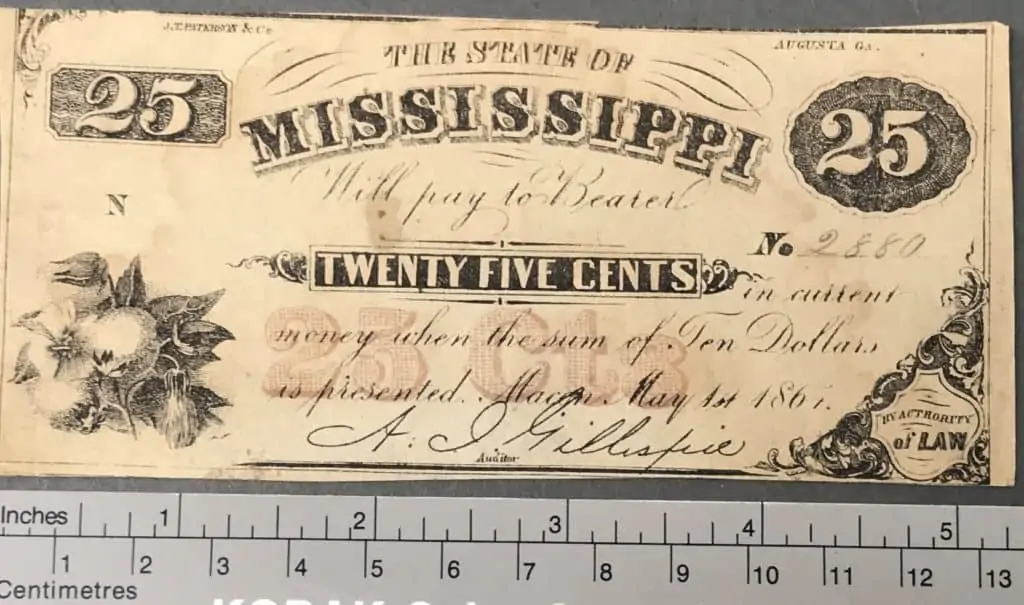 J.T. PATERSON & Co
AUGUSTA GA.
THE STATE OF
MISSISSIPPI
25
25
Will pay to Bearer
N
No. 2880
TWENTY FIVE CENTS
in current
25 Cts
money when the sum of Ten Dollars
is presented. Macon May 1st
A. J. Gillespie
Auditor
BY AUTHORITY
of LAW
Inches 1 2 3 4 5
1 2 3 4 5 6 7 8 9 10 11 12 13
Centimetres
KODAK